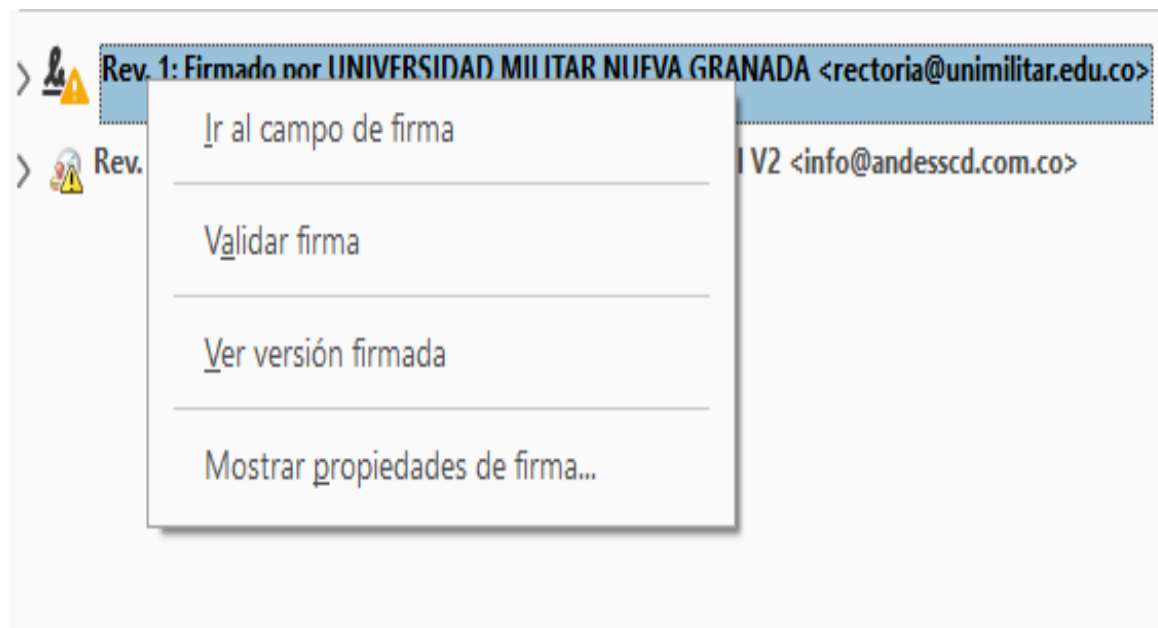 Rev. 1: Firmado por UNIVERSIDAD MILITAR NUEVA GRANADA <rectoria@unimilitar.edu.co>
Ir al campo de firma
Rev. V2 <info@andesscd.com.co>
Validar firma
Ver versión firmada
Mostrar propiedades de firma...